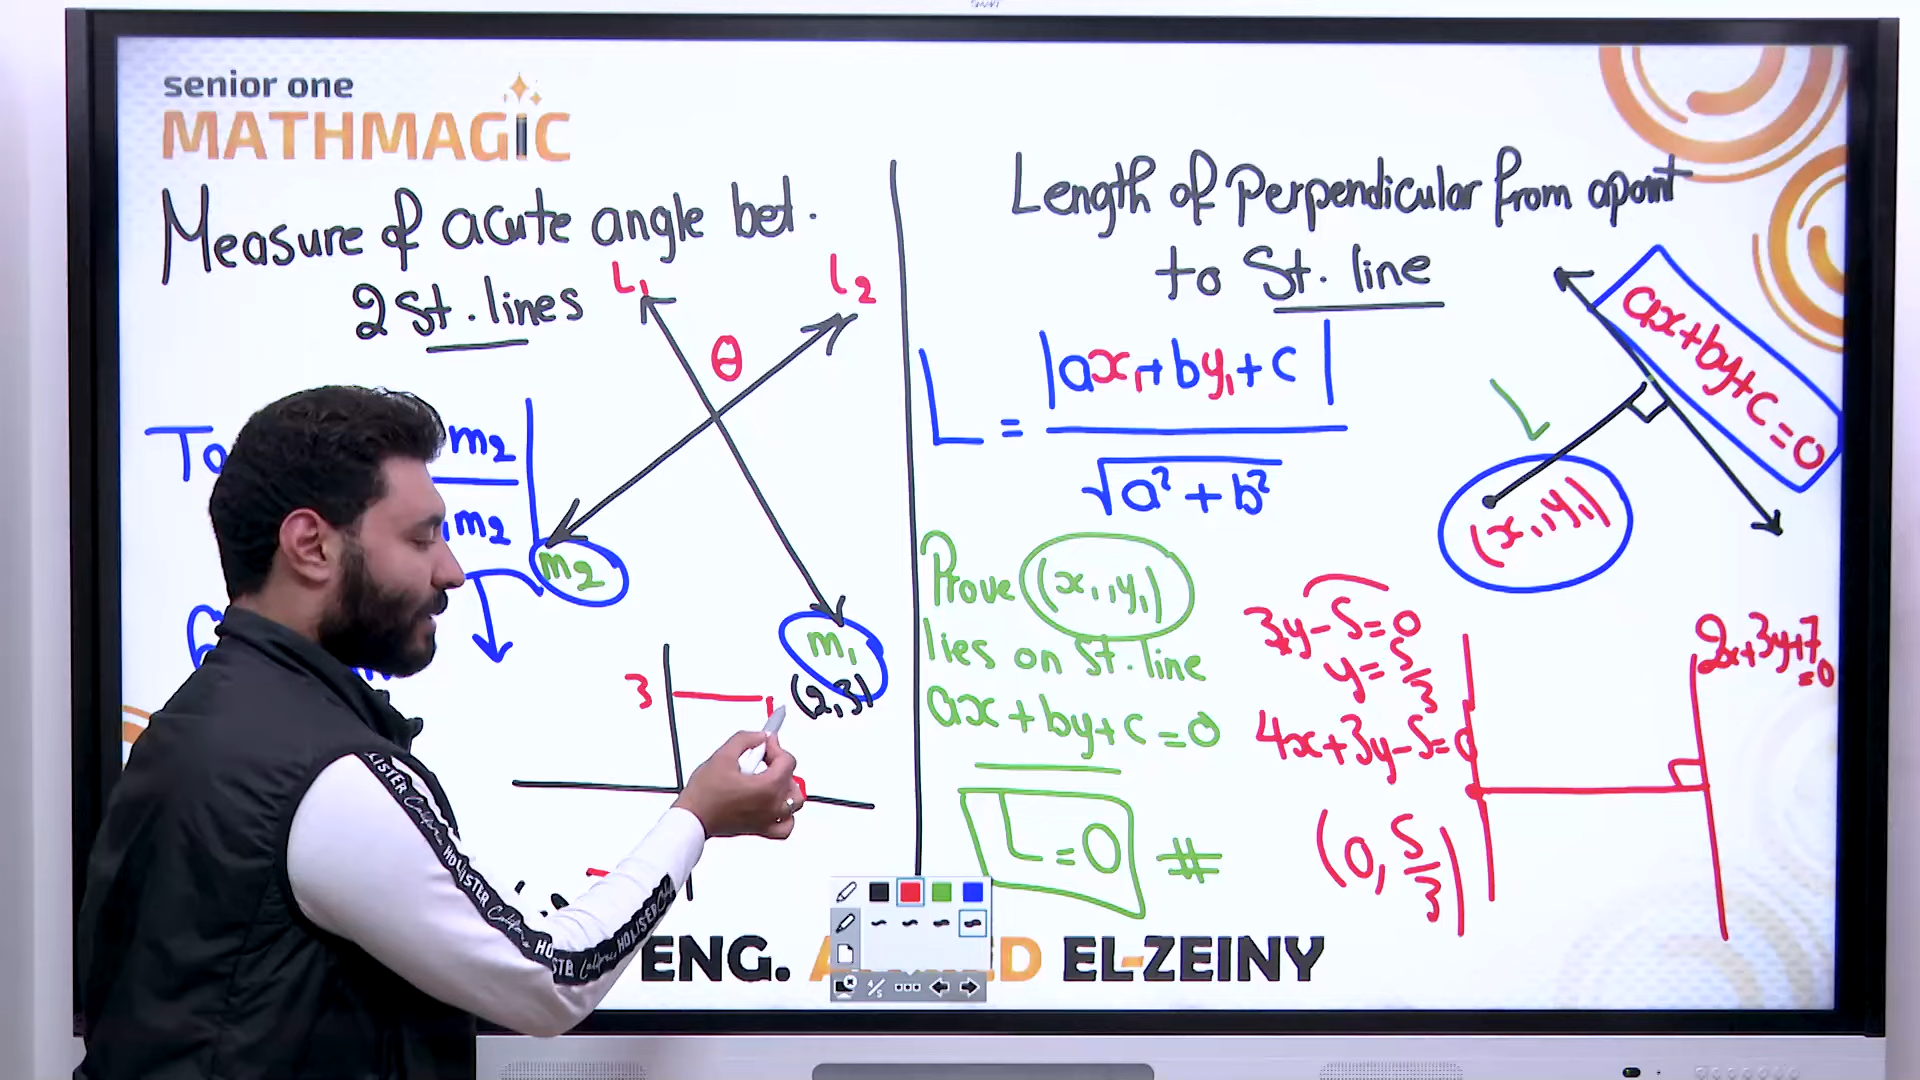 senior one
MATHMAGIC
Measure of acute angle bet.
2 St. lines
L₁
L₂
θ
m₂
m₂
m₂
m₁
3
(2,3)
Length of Perpendicular from a point
to St. line
L = |ax₁+by₁+c| / √a²+b²
ax+by+c=0
(x₁,y₁)
Prove (x₁,y₁)
lies on St. line
ax+by+c=0
L=0 #
3y-5=0
y=5/3
4x+3y-5=0
(0, 5/3)
2x+3y+7=0
ENG.
EL-ZEINY
HOLLISTER California